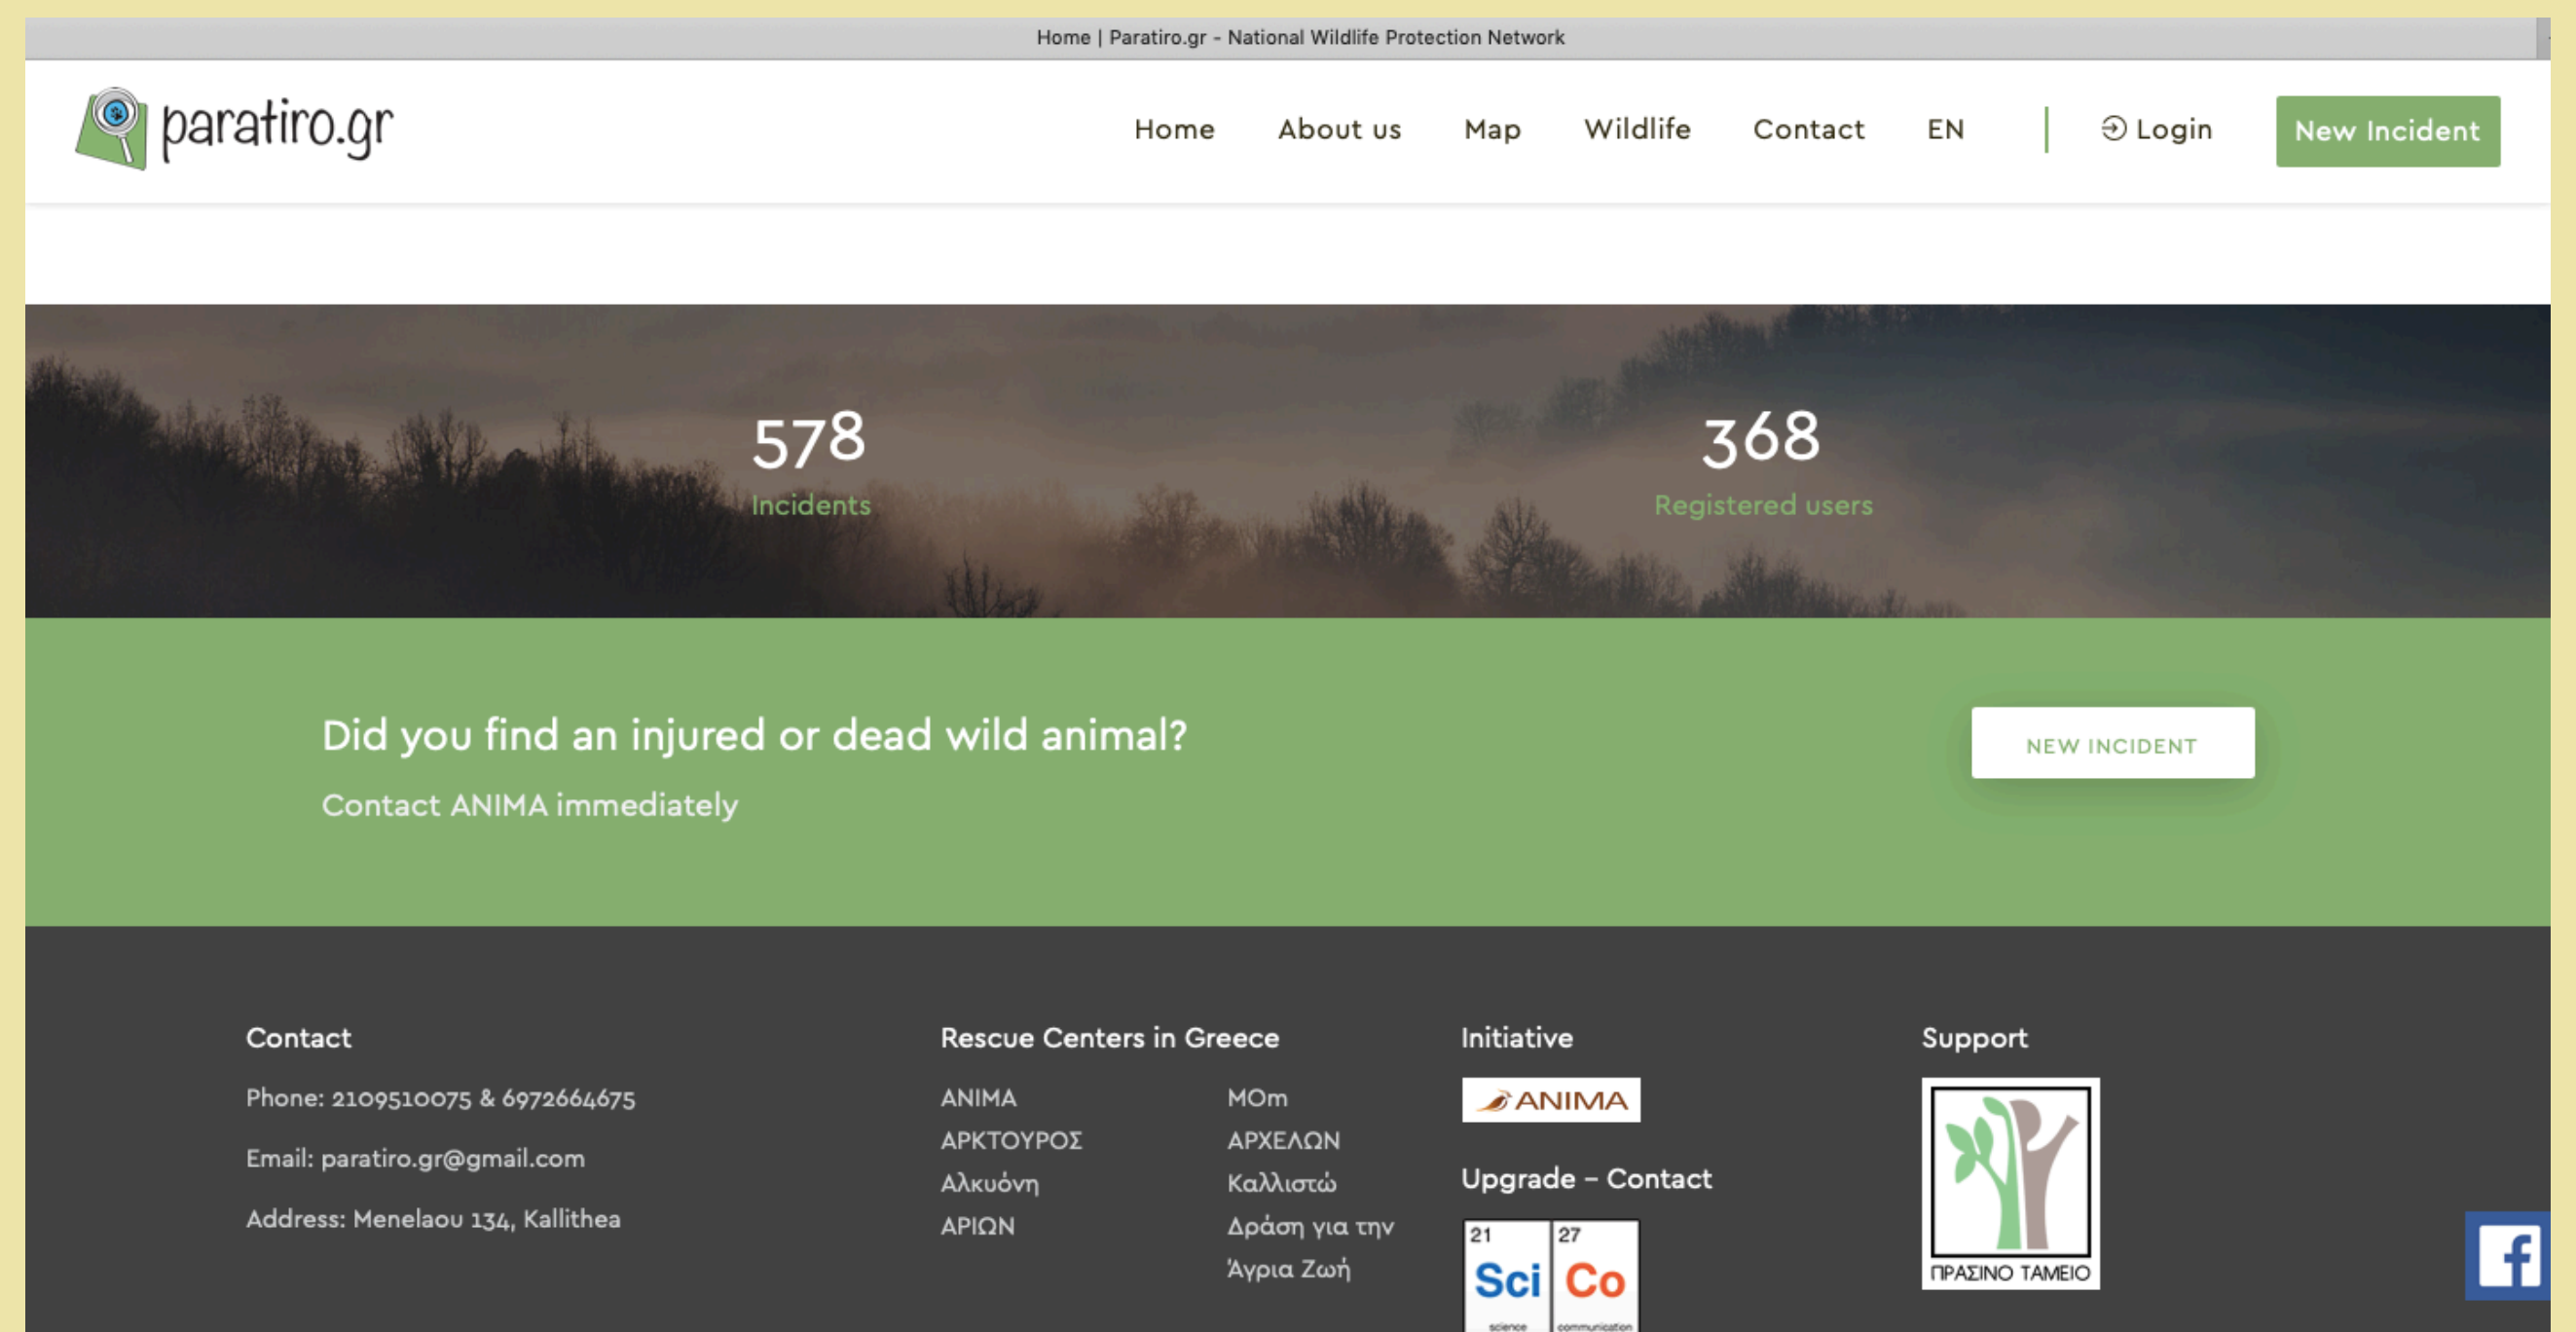 Home | Paratiro.gr - National Wildlife Protection Network
paratiro.gr
Home About us Map Wildlife Contact EN Login New Incident
578
Incidents
368
Registered users
Did you find an injured or dead wild animal?
Contact ANIMA immediately
NEW INCIDENT
Contact
Phone: 2109510075 & 6972664675
Email: paratiro.gr@gmail.com
Address: Menelaou 134, Kallithea
Rescue Centers in Greece
ANIMA
ΑΡΚΤΟΥΡΟΣ
Αλκυόνη
ΑΡΙΩΝ
MOm
ΑΡΧΕΛΩΝ
Καλλιστώ
Δράση για την
Άγρια Ζωή
Initiative
ANIMA
Upgrade – Contact
21 27
Sci Co
science communication
Support
ΠΡΑΣΙΝΟ ΤΑΜΕΙΟ